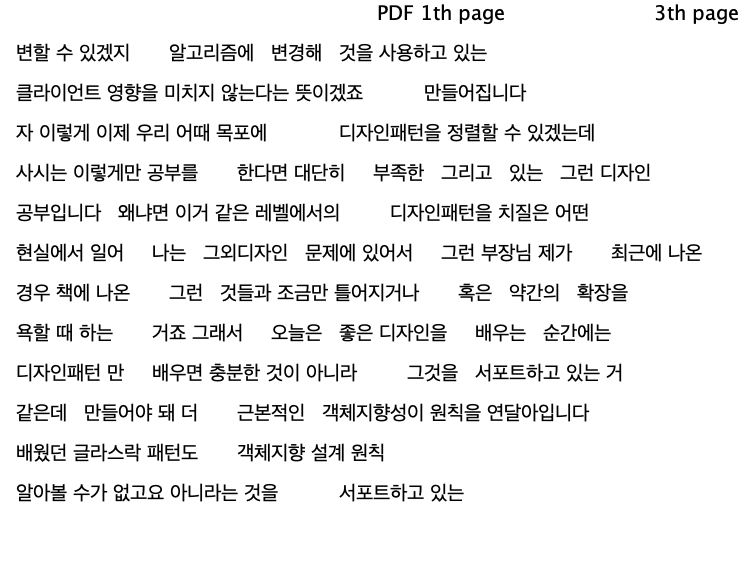 PDF 1th page 3th page
변할 수 있겠지 알고리즘에 변경해 것을 사용하고 있는
클라이언트 영향을 미치지 않는다는 뜻이겠죠 만들어집니다
자 이렇게 이제 우리 어때 목포에 디자인패턴을 정렬할 수 있겠는데
사시는 이렇게만 공부를 한다면 대단히 부족한 그리고 있는 그런 디자인
공부입니다 왜냐면 이거 같은 레벨에서의 디자인패턴을 치질은 어떤
현실에서 일어 나는 그외디자인 문제에 있어서 그런 부장님 제가 최근에 나온
경우 책에 나온 그런 것들과 조금만 틀어지거나 혹은 약간의 확장을
욕할 때 하는 거죠 그래서 오늘은 좋은 디자인을 배우는 순간에는
디자인패턴 만 배우면 충분한 것이 아니라 그것을 서포트하고 있는 거
같은데 만들어야 돼 더 근본적인 객체지향성이 원칙을 연달아입니다
배웠던 글라스락 패턴도 객체지향 설계 원칙
알아볼 수가 없고요 아니라는 것을 서포트하고 있는